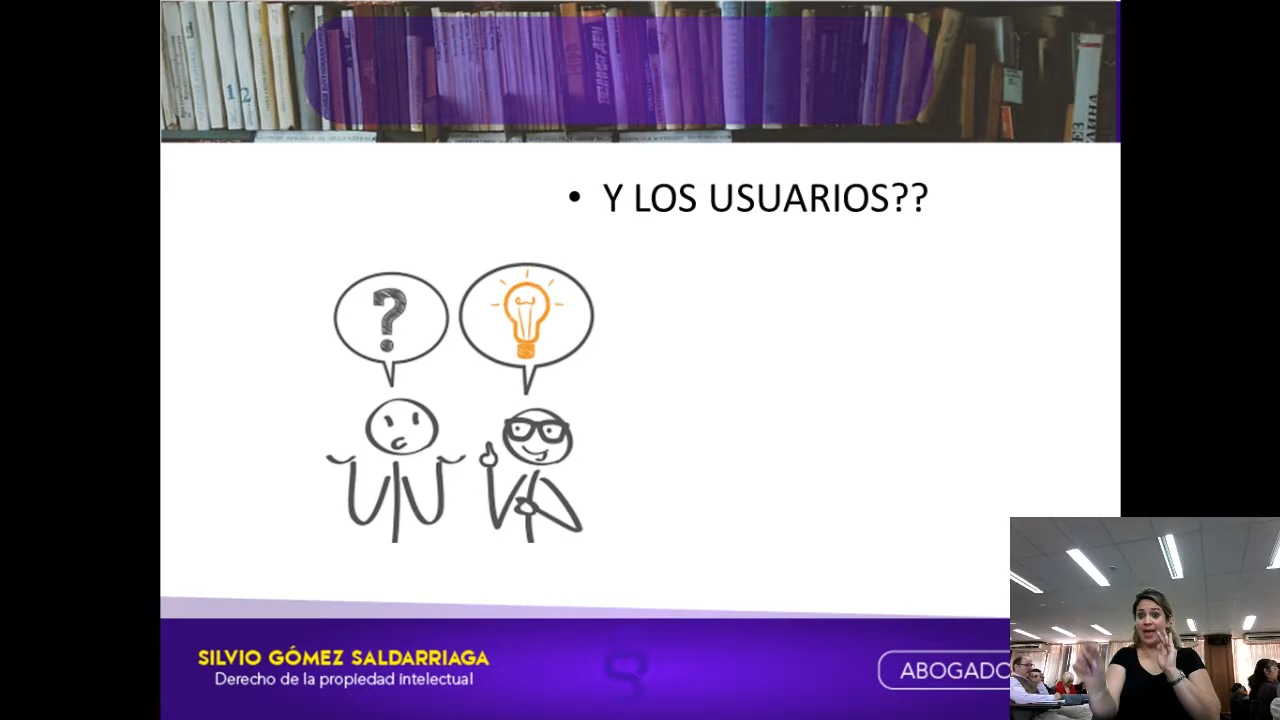 • Y LOS USUARIOS??
?
SILVIO GÓMEZ SALDARRIAGA
Derecho de la propiedad intelectual
ABOGADO